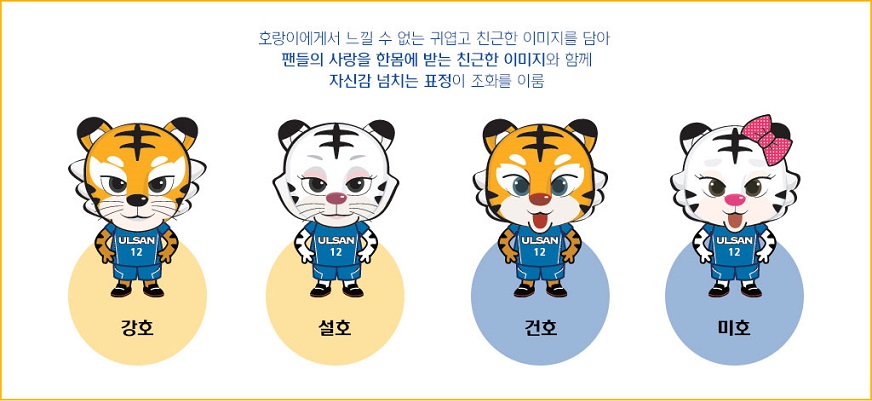 호랑이에게서 느낄 수 없는 귀엽고 친근한 이미지를 담아
팬들의 사랑을 한몸에 받는 친근한 이미지와 함께
자신감 넘치는 표정이 조화를 이룸
ULSAN
12
ULSAN
12
ULSAN
12
ULSAN
12
강호
설호
건호
미호